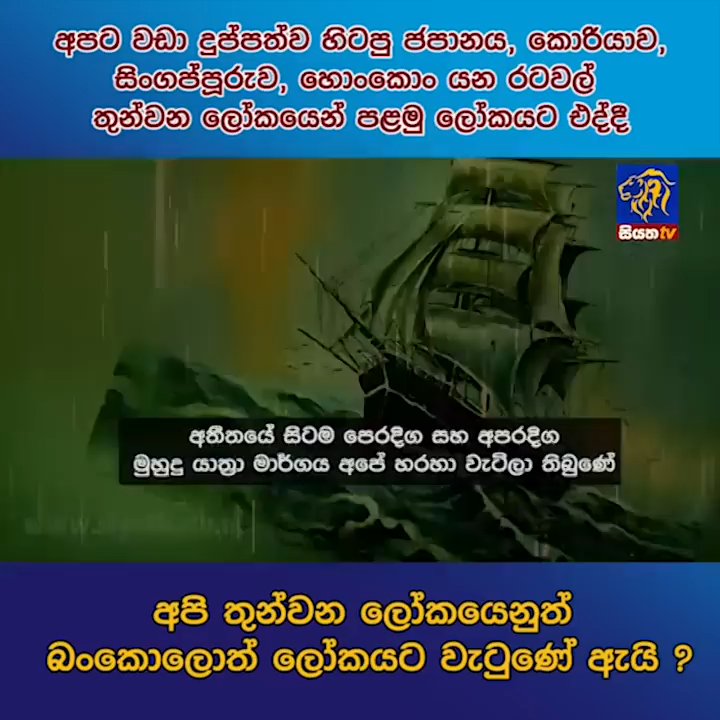 අපට වඩා දුප්පත්ව හිටපු ජපානය, කොරියාව,
සිංගප්පූරුව, හොංකොං යන රටවල්
තුන්වන ලෝකයෙන් පළමු ලෝකයට එද්දී
සියත tv
අතීතයේ සිටම පෙරදිග සහ අපරදිග
මුහුදු යාත්‍රා මාර්ගය අපේ හරහා වැටිලා තිබුණේ
අපි තුන්වන ලෝකයෙනුත්
බංකොලොත් ලෝකයට වැටුණේ ඇයි ?